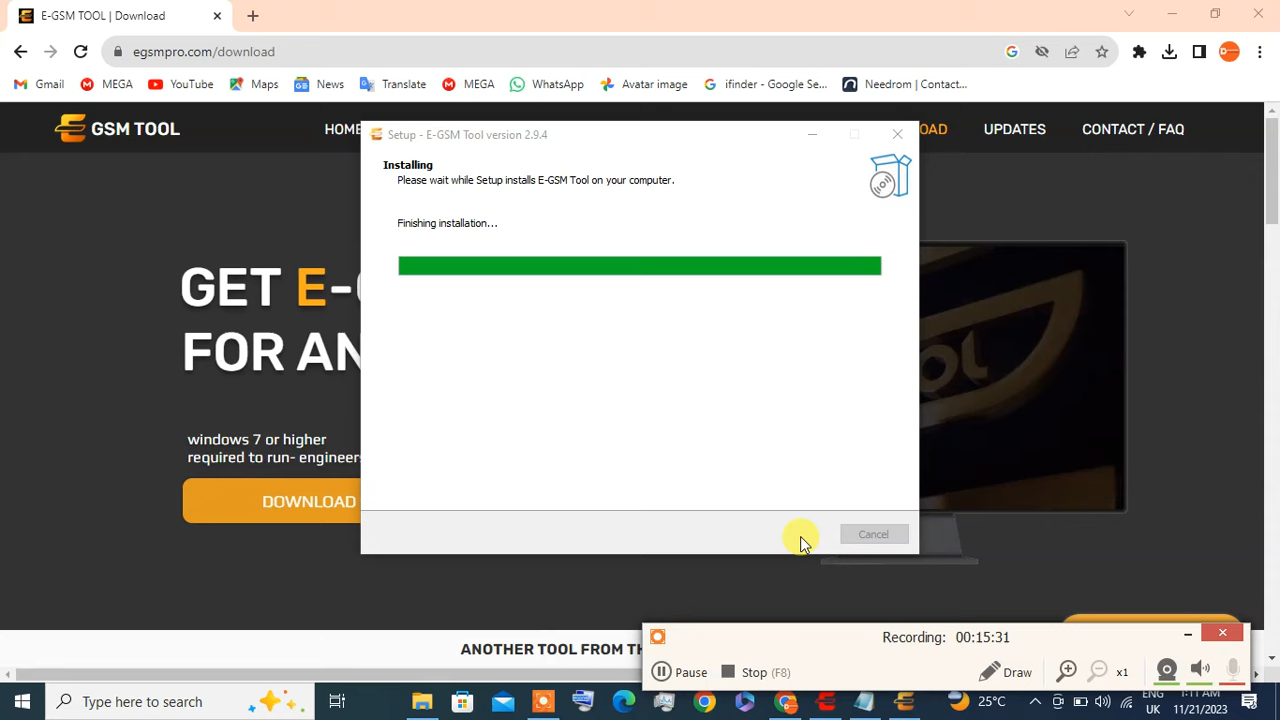 E-GSM TOOL | Download
egsmpro.com/download
Gmail
MEGA
YouTube
Maps
News
Translate
MEGA
WhatsApp
Avatar image
ifinder - Google Se...
Needrom | Contact...
GSM TOOL
HOME
OAD
UPDATES
CONTACT / FAQ
Setup - E-GSM Tool version 2.9.4
Installing
Please wait while Setup installs E-GSM Tool on your computer.
Finishing installation...
GET E-
FOR AN
windows 7 or higher
required to run- engineers
DOWNLOAD
Cancel
ANOTHER TOOL FROM TH
Recording: 00:15:31
Pause
Stop (F8)
Draw
x1
Type here to search
25°C
ENG
UK
1:11 AM
11/21/2023